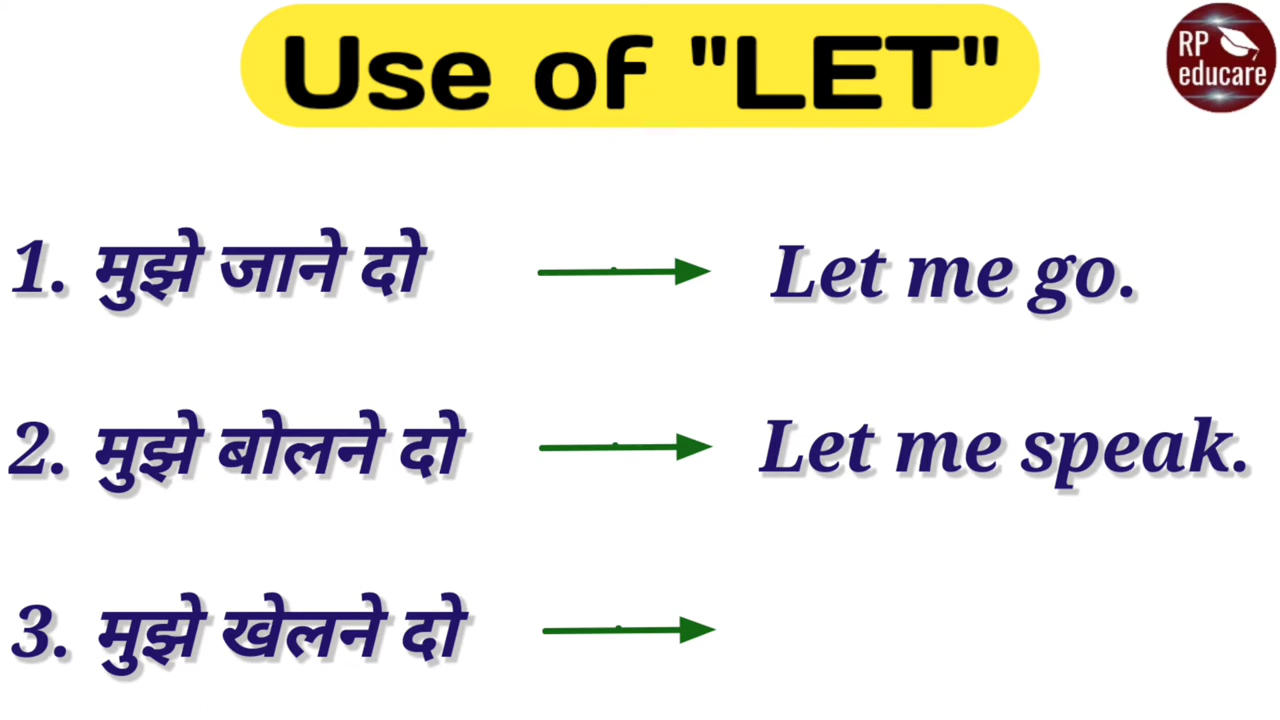 Use of "LET"
RP
educare
1. मुझे जाने दो Let me go.
2. मुझे बोलने दो Let me speak.
3. मुझे खेलने दो